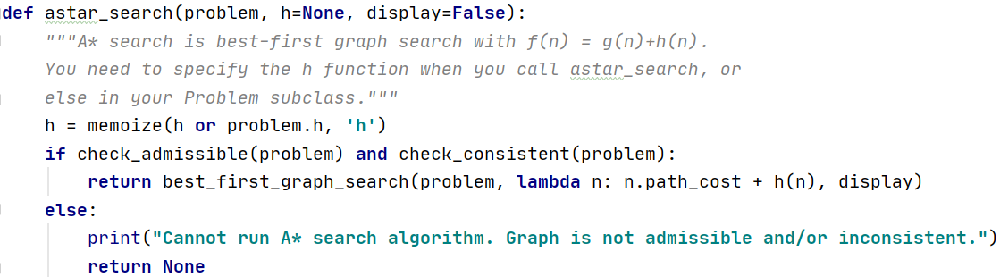 def astar_search(problem, h=None, display=False):
    """A* search is best-first graph search with f(n) = g(n)+h(n).
    You need to specify the h function when you call astar_search, or
    else in your Problem subclass."""
    h = memoize(h or problem.h, 'h')
    if check_admissible(problem) and check_consistent(problem):
        return best_first_graph_search(problem, lambda n: n.path_cost + h(n), display)
    else:
        print("Cannot run A* search algorithm. Graph is not admissible and/or inconsistent.")
        return None